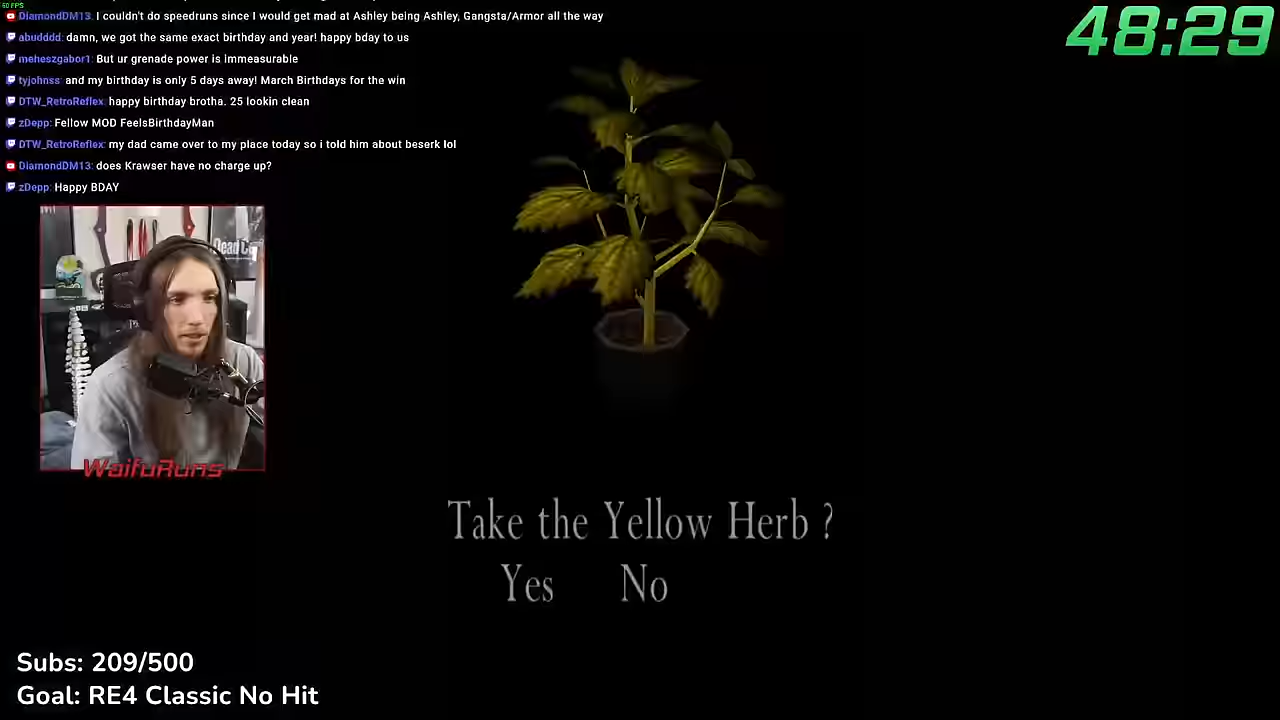 60 FPS
DiamondDM13: I couldn't do speedruns since I would get mad at Ashley being Ashley, Gangsta/Armor all the way
abudddd: damn, we got the same exact birthday and year! happy bday to us
meheszgabor1: But ur grenade power is immeasurable
tyjohnss: and my birthday is only 5 days away! March Birthdays for the win
DTW_RetroReflex: happy birthday brotha. 25 lookin clean
zDepp: Fellow MOD FeelsBirthdayMan
DTW_RetroReflex: my dad came over to my place today so i told him about beserk lol
DiamondDM13: does Krawser have no charge up?
zDepp: Happy BDAY
48:29
Dead C
WaifuRuns
Take the Yellow Herb ?
Yes No
Subs: 209/500
Goal: RE4 Classic No Hit